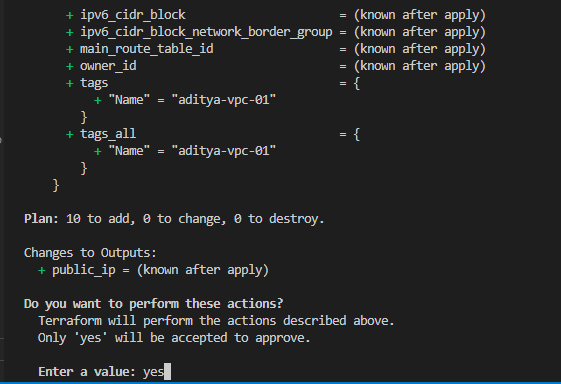 + ipv6_cidr_block = (known after apply)
+ ipv6_cidr_block_network_border_group = (known after apply)
+ main_route_table_id = (known after apply)
+ owner_id = (known after apply)
+ tags = {
+ "Name" = "aditya-vpc-01"
}
+ tags_all = {
+ "Name" = "aditya-vpc-01"
}
}
Plan: 10 to add, 0 to change, 0 to destroy.
Changes to Outputs:
+ public_ip = (known after apply)
Do you want to perform these actions?
Terraform will perform the actions described above.
Only 'yes' will be accepted to approve.
Enter a value: yes